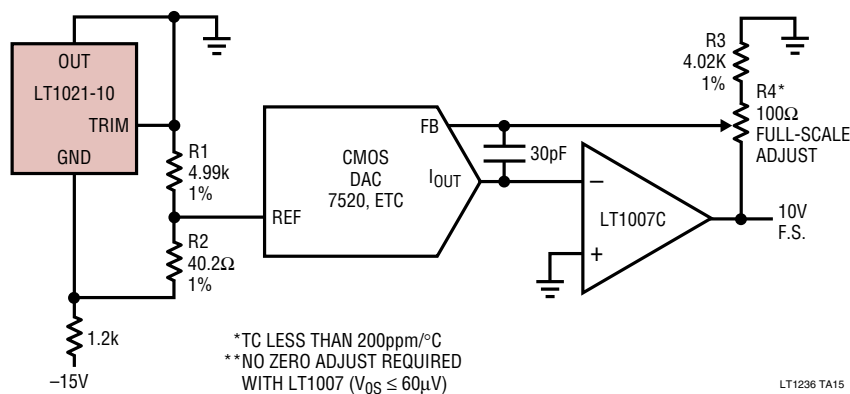 OUT
LT1021-10
TRIM
GND
R1
4.99k
1%
R2
40.2Ω
1%
1.2k
–15V
REF
CMOS
DAC
7520, ETC
FB
IOUT
30pF
–
+
LT1007C
R3
4.02K
1%
R4*
100Ω
FULL-SCALE
ADJUST
10V
F.S.
*TC LESS THAN 200ppm/°C
**NO ZERO ADJUST REQUIRED
WITH LT1007 (V0S ≤ 60µV)
LT1236 TA15